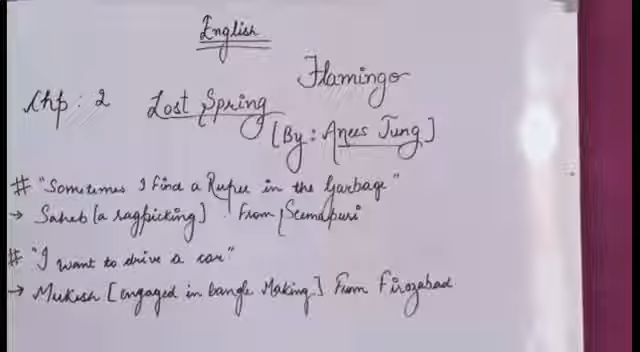 English
Flamingo
Chp: 2 Lost Spring
[By: Anees Jung]
# "Sometimes I find a Rupee in the Garbage"
→ Saheb [a ragpicking] From Seemapuri
# "I want to drive a car"
→ Mukesh [engaged in bangle Making] From Firozabad